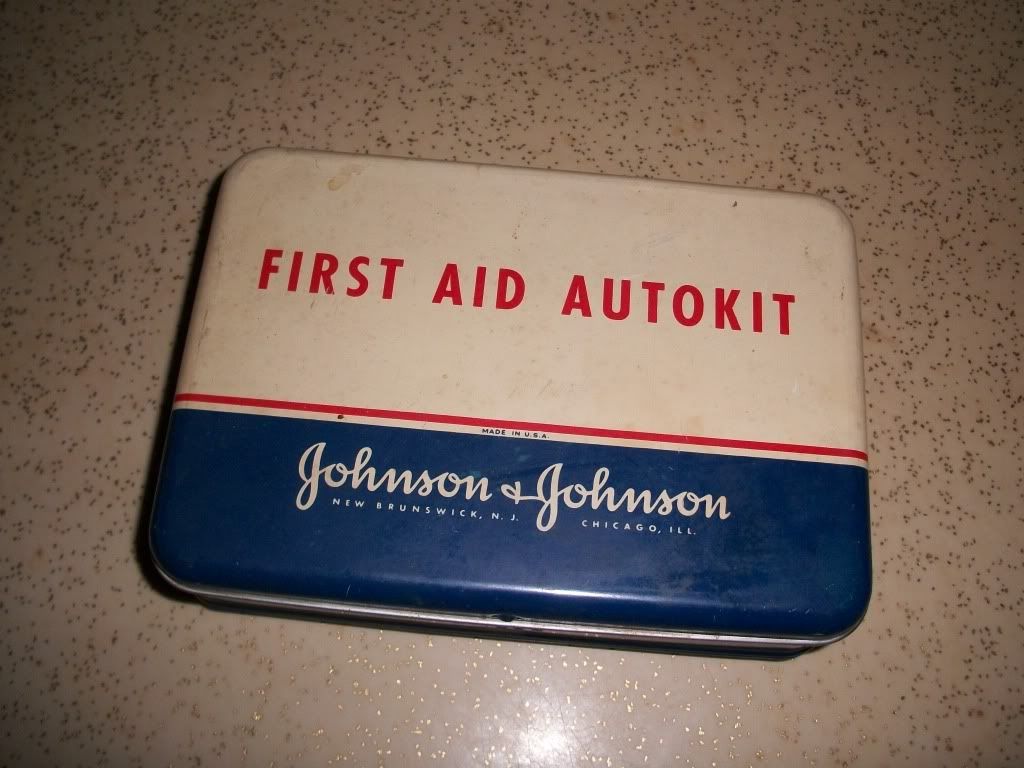 FIRST AID AUTOKIT
MADE IN U.S.A.
Johnson & Johnson
NEW BRUNSWICK, N. J. CHICAGO, ILL.